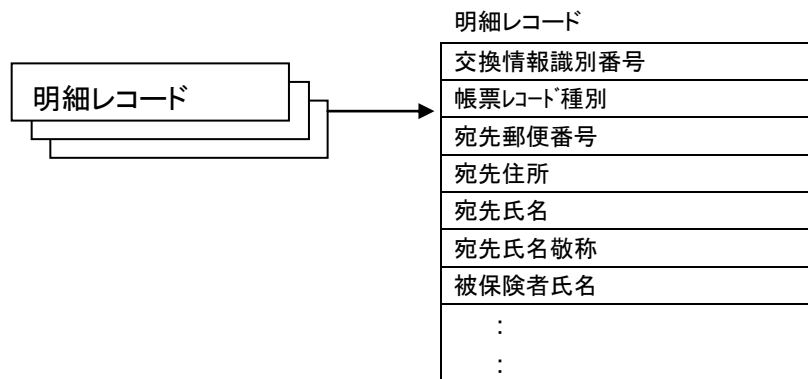 明細レコード
明細レコード
交換情報識別番号
帳票ﾚｺｰﾄﾞ種別
宛先郵便番号
宛先住所
宛先氏名
宛先氏名敬称
被保険者氏名
:
: